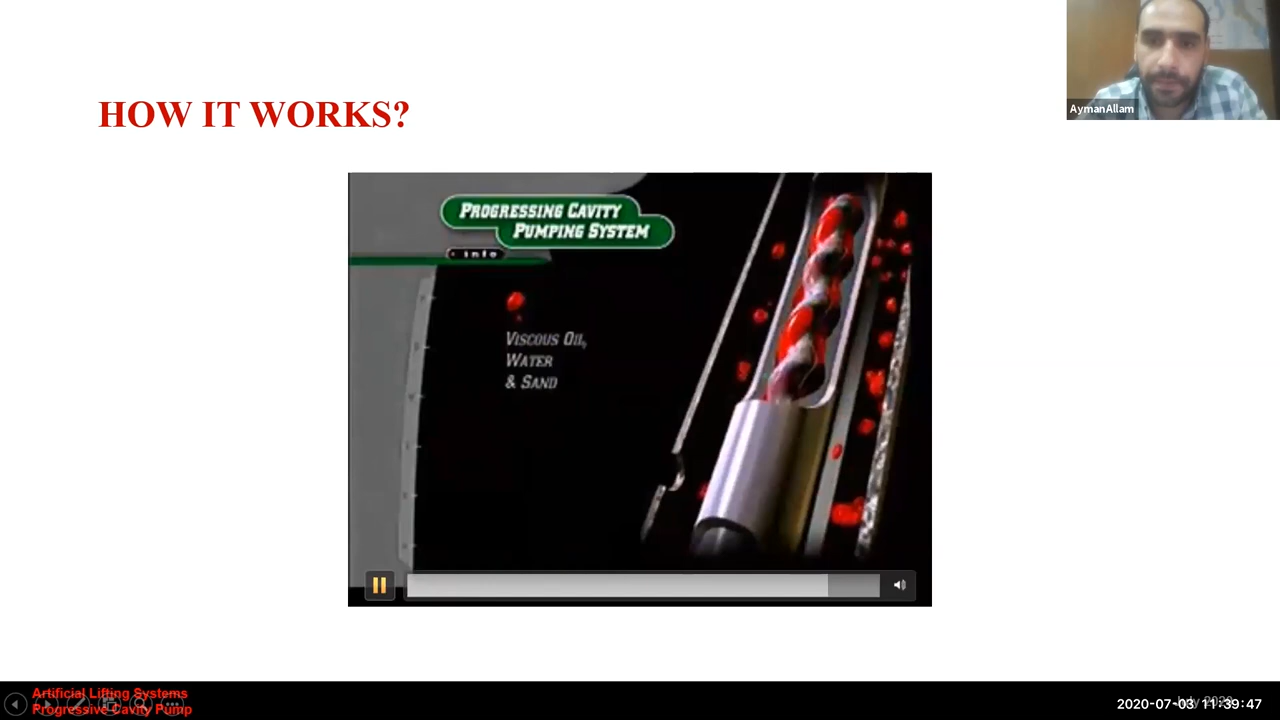 HOW IT WORKS?
AymanAllam
PROGRESSING CAVITY
PUMPING SYSTEM
info
VISCOUS OIL,
WATER
& SAND
Artificial Lifting Systems
Progressive Cavity Pump
2020-07-03 11:39:47